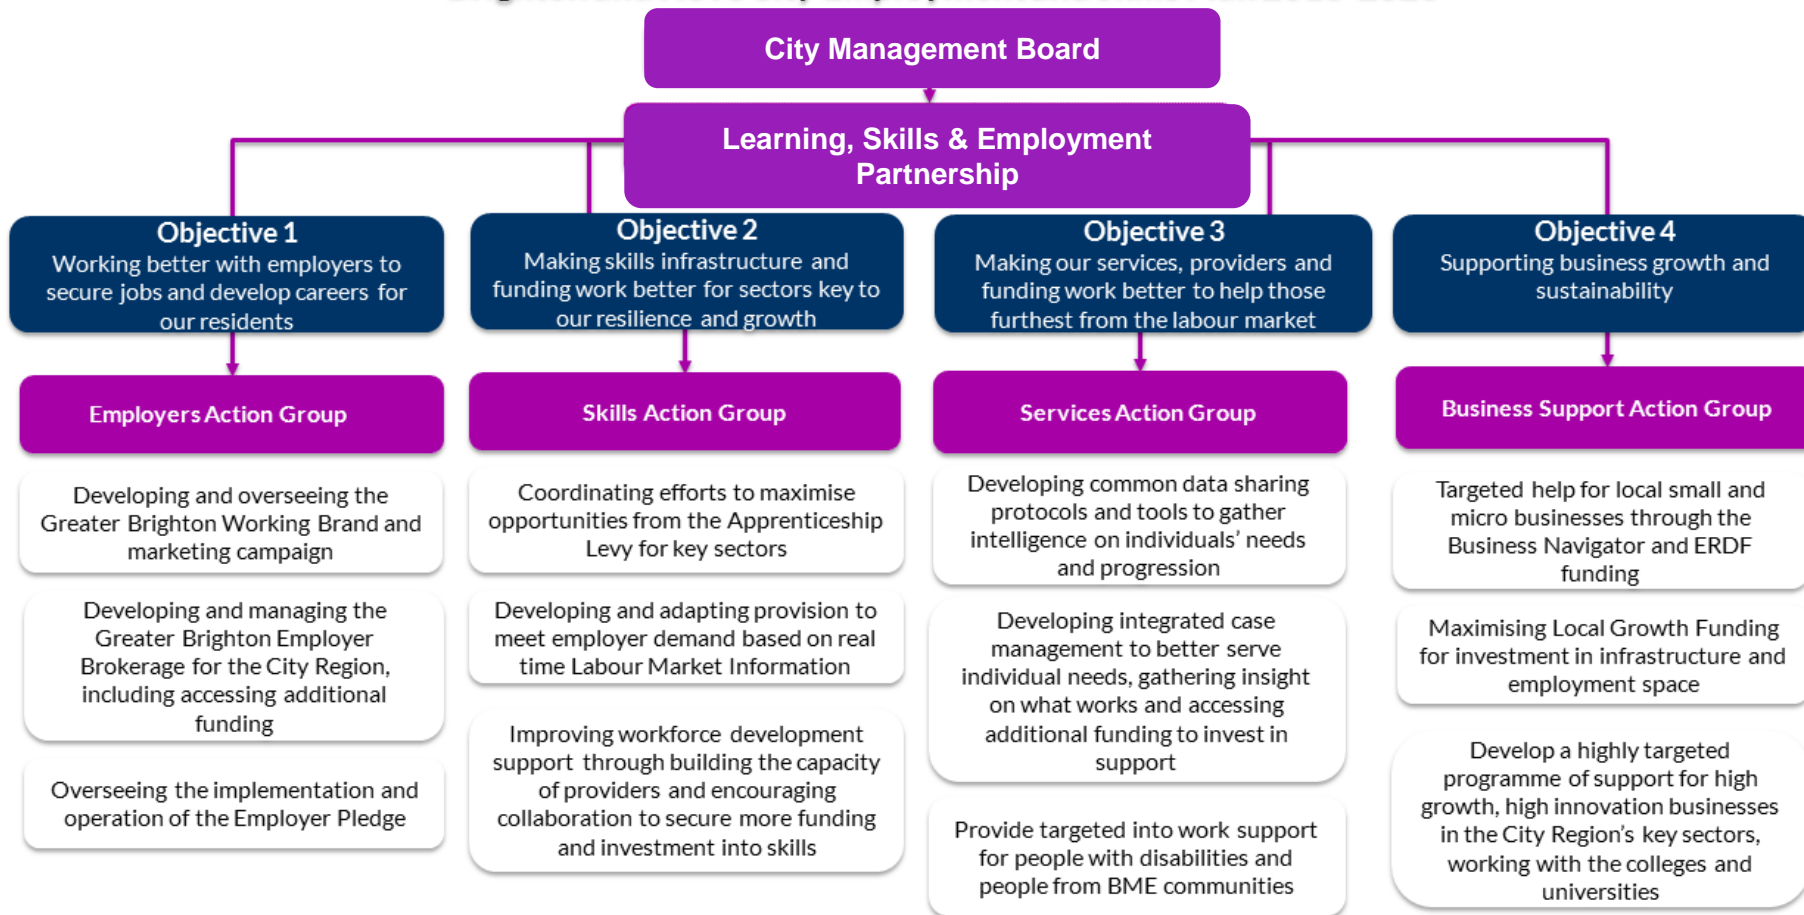 City Management Board
Learning, Skills & Employment
Partnership
Objective 1
Working better with employers to
secure jobs and develop careers for
our residents
Objective 2
Making skills infrastructure and
funding work better for sectors key to
our resilience and growth
Objective 3
Making our services, providers and
funding work better to help those
furthest from the labour market
Objective 4
Supporting business growth and
sustainability
Employers Action Group
Skills Action Group
Services Action Group
Business Support Action Group
Developing and overseeing the
Greater Brighton Working Brand and
marketing campaign
Developing and managing the
Greater Brighton Employer
Brokerage for the City Region,
including accessing additional
funding
Overseeing the implementation and
operation of the Employer Pledge
Coordinating efforts to maximise
opportunities from the Apprenticeship
Levy for key sectors
Developing and adapting provision to
meet employer demand based on real
time Labour Market Information
Improving workforce development
support through building the capacity
of providers and encouraging
collaboration to secure more funding
and investment into skills
Developing common data sharing
protocols and tools to gather
intelligence on individuals’ needs
and progression
Developing integrated case
management to better serve
individual needs, gathering insight
on what works and accessing
additional funding to invest in
support
Provide targeted into work support
for people with disabilities and
people from BME communities
Targeted help for local small and
micro businesses through the
Business Navigator and ERDF
funding
Maximising Local Growth Funding
for investment in infrastructure and
employment space
Develop a highly targeted
programme of support for high
growth, high innovation businesses
in the City Region’s key sectors,
working with the colleges and
universities